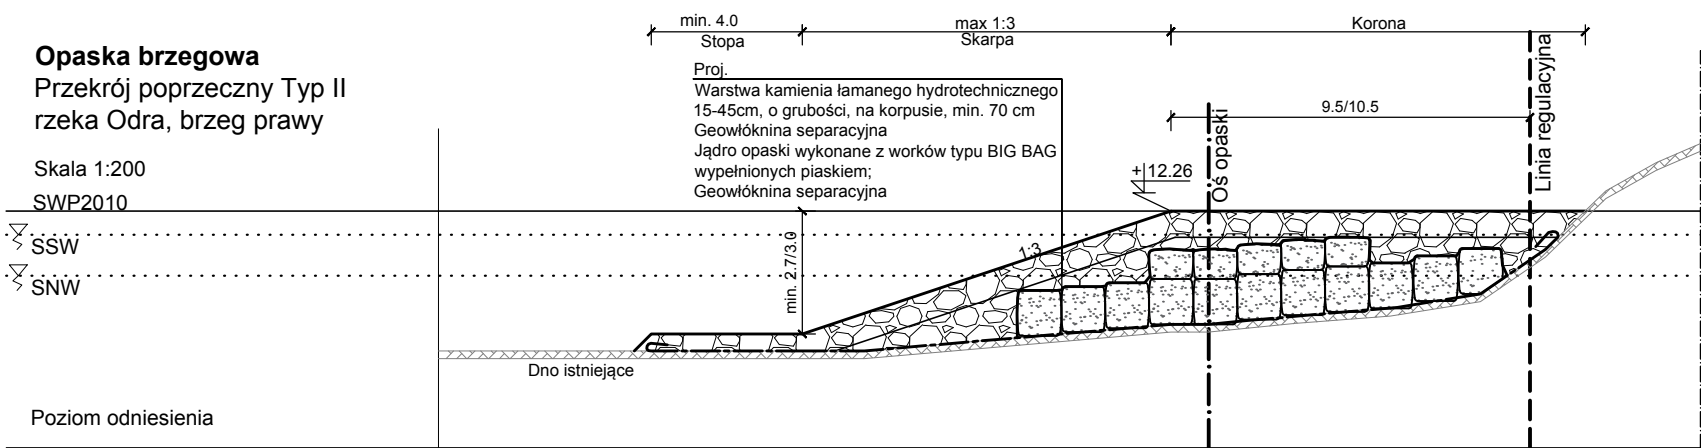 Opaska brzegowa
Przekrój poprzeczny Typ II
rzeka Odra, brzeg prawy
Skala 1:200
SWP2010
SSW
SNW
Poziom odniesienia
min. 4.0
Stopa
max 1:3
Skarpa
Korona
Proj.
Warstwa kamienia łamanego hydrotechnicznego
15-45cm, o grubości, na korpusie, min. 70 cm
Geowłóknina separacyjna
Jądro opaski wykonane z worków typu BIG BAG
wypełnionych piaskiem;
Geowłóknina separacyjna
+12.26
Oś opaski
9.5/10.5
Linia regulacyjna
min. 2.7/3.0
1:3
Dno istniejące